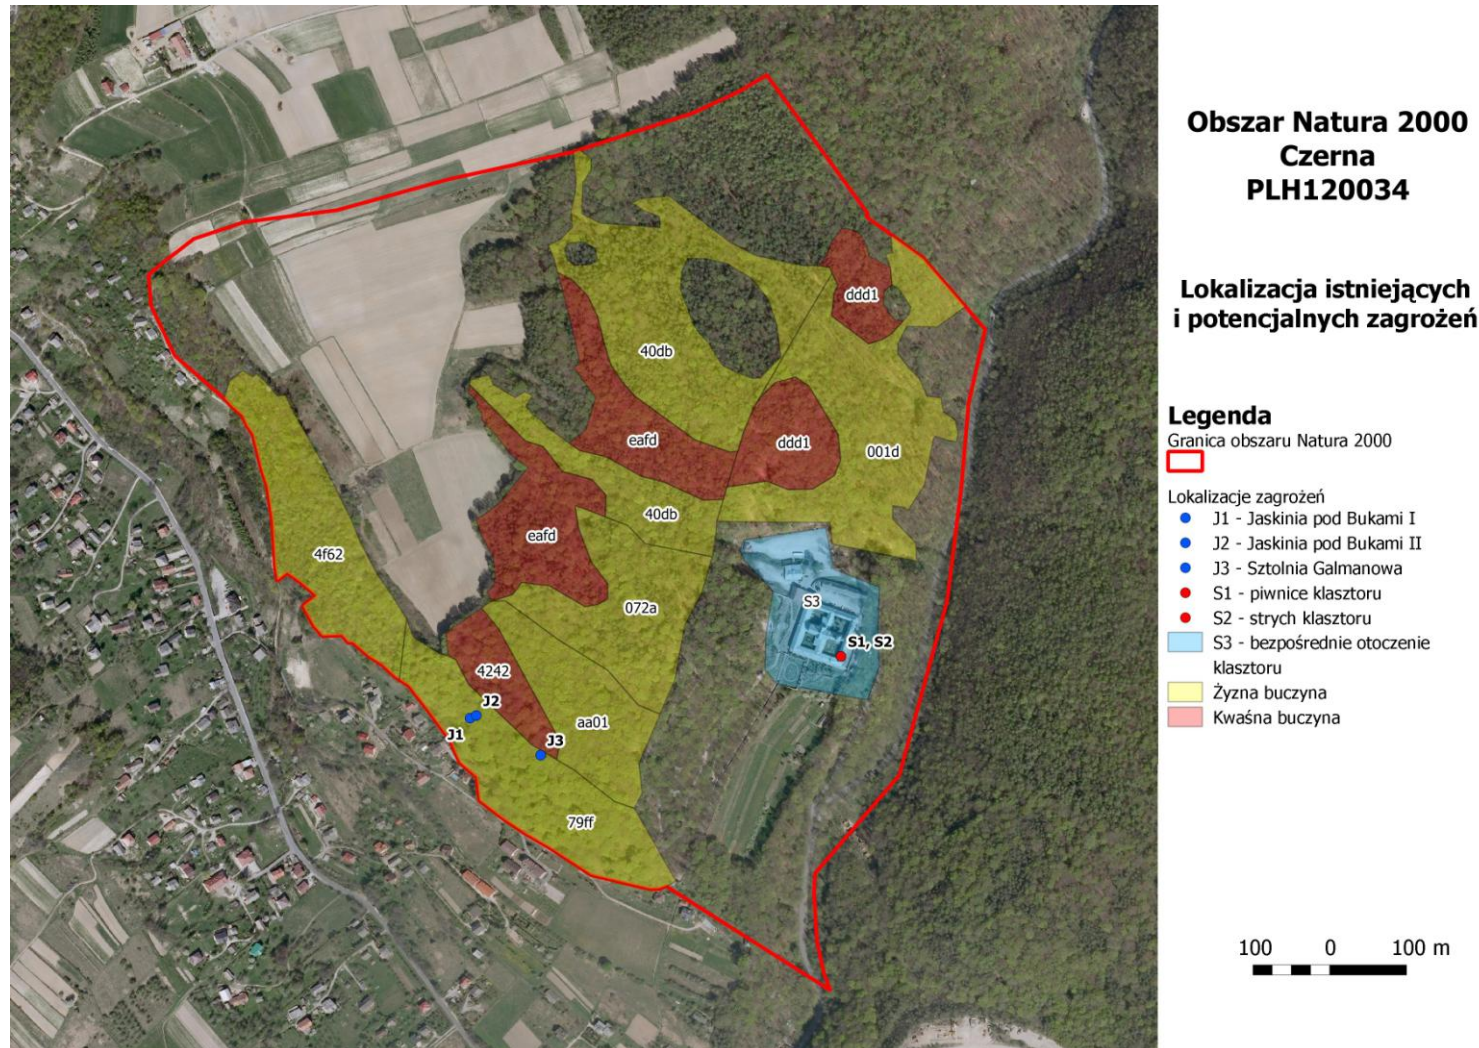 Obszar Natura 2000
Czerna
PLH120034
Lokalizacja istniejących
i potencjalnych zagrożeń
Legenda
Granica obszaru Natura 2000
Lokalizacje zagrożeń
J1 - Jaskinia pod Bukami I
J2 - Jaskinia pod Bukami II
J3 - Sztolnia Galmanowa
S1 - piwnice klasztoru
S2 - strych klasztoru
S3 - bezpośrednie otoczenie
klasztoru
Żyzna buczyna
Kwaśna buczyna
100 0 100 m
ddd1
40db
eafd
ddd1
001d
40db
eafd
4f62
072a
S3
S1, S2
4242
J2
J1
aa01
J3
79ff